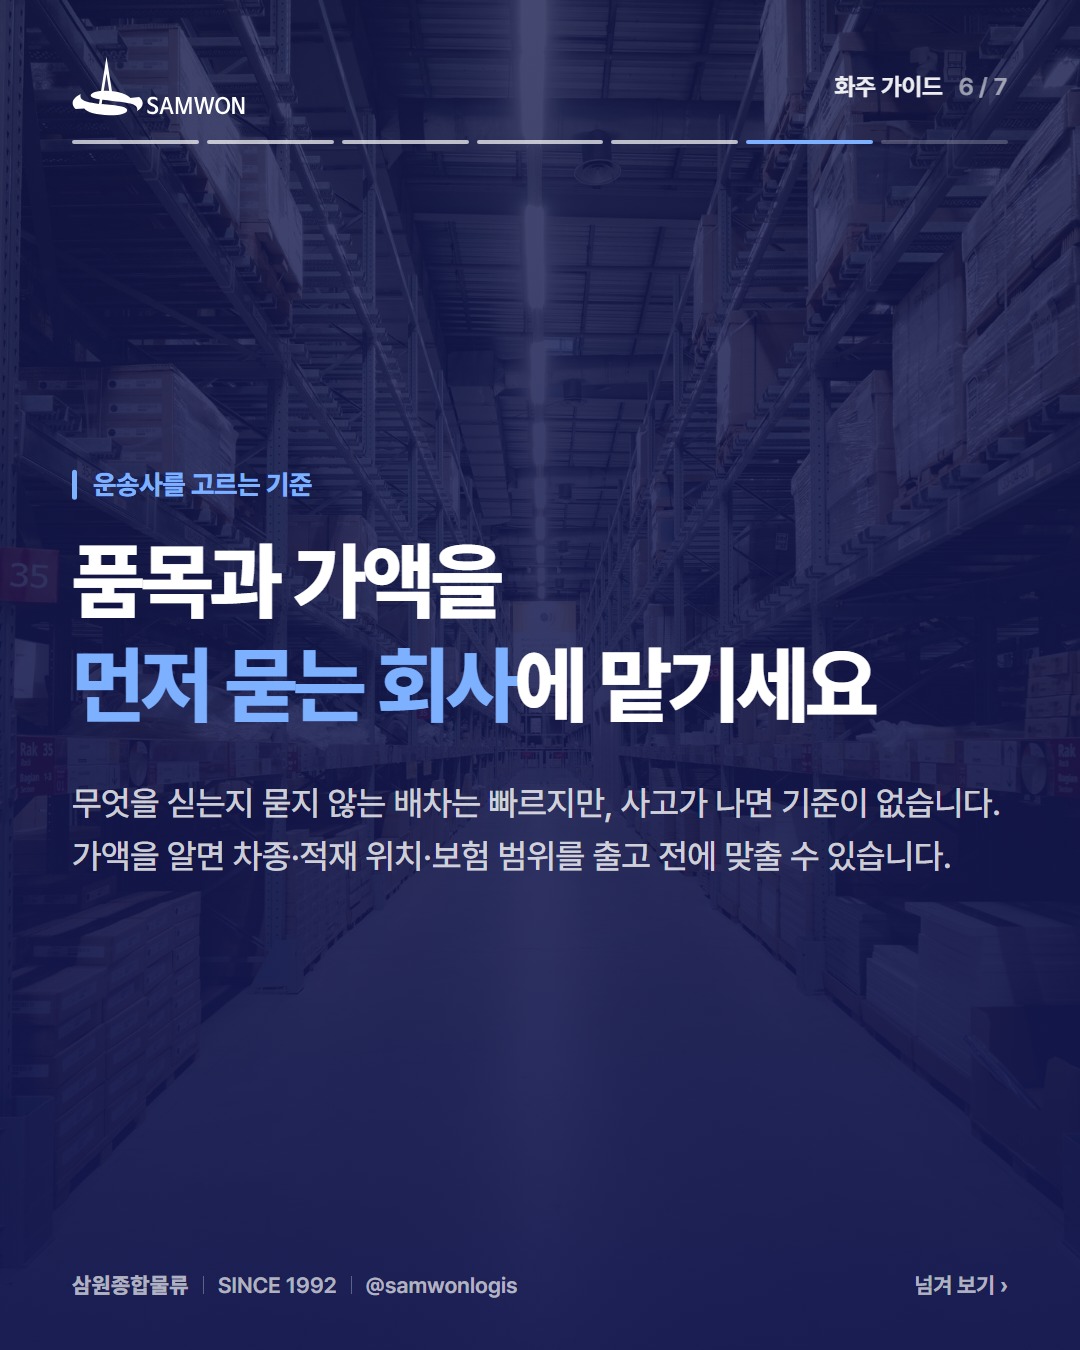 SAMWON
화주 가이드 6 / 7
운송사를 고르는 기준
품목과 가액을
먼저 묻는 회사에 맡기세요
무엇을 싣는지 묻지 않는 배차는 빠르지만, 사고가 나면 기준이 없습니다.
가액을 알면 차종·적재 위치·보험 범위를 출고 전에 맞출 수 있습니다.
35
Rak 35
Rak
삼원종합물류 | SINCE 1992 | @samwonlogis
넘겨 보기 ›